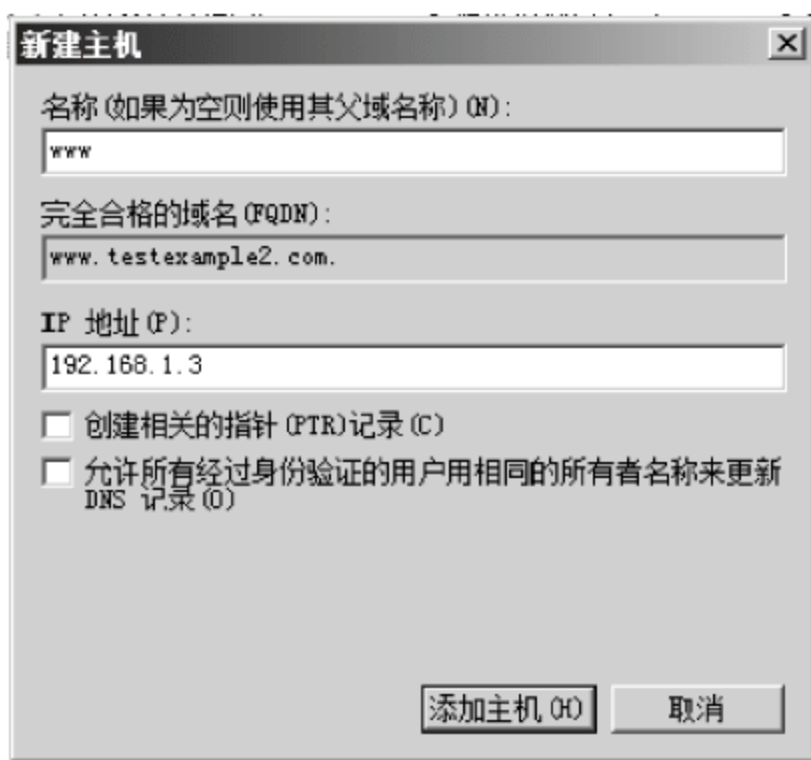 新建主机
名称(如果为空则使用其父域名称)(N):
www
完全合格的域名(FQDN):
www.testexample2.com.
IP 地址(P):
192.168.1.3
创建相关的指针(PTR)记录(C)
允许所有经过身份验证的用户用相同的所有者名称来更新
DNS 记录(O)
添加主机(H)
取消